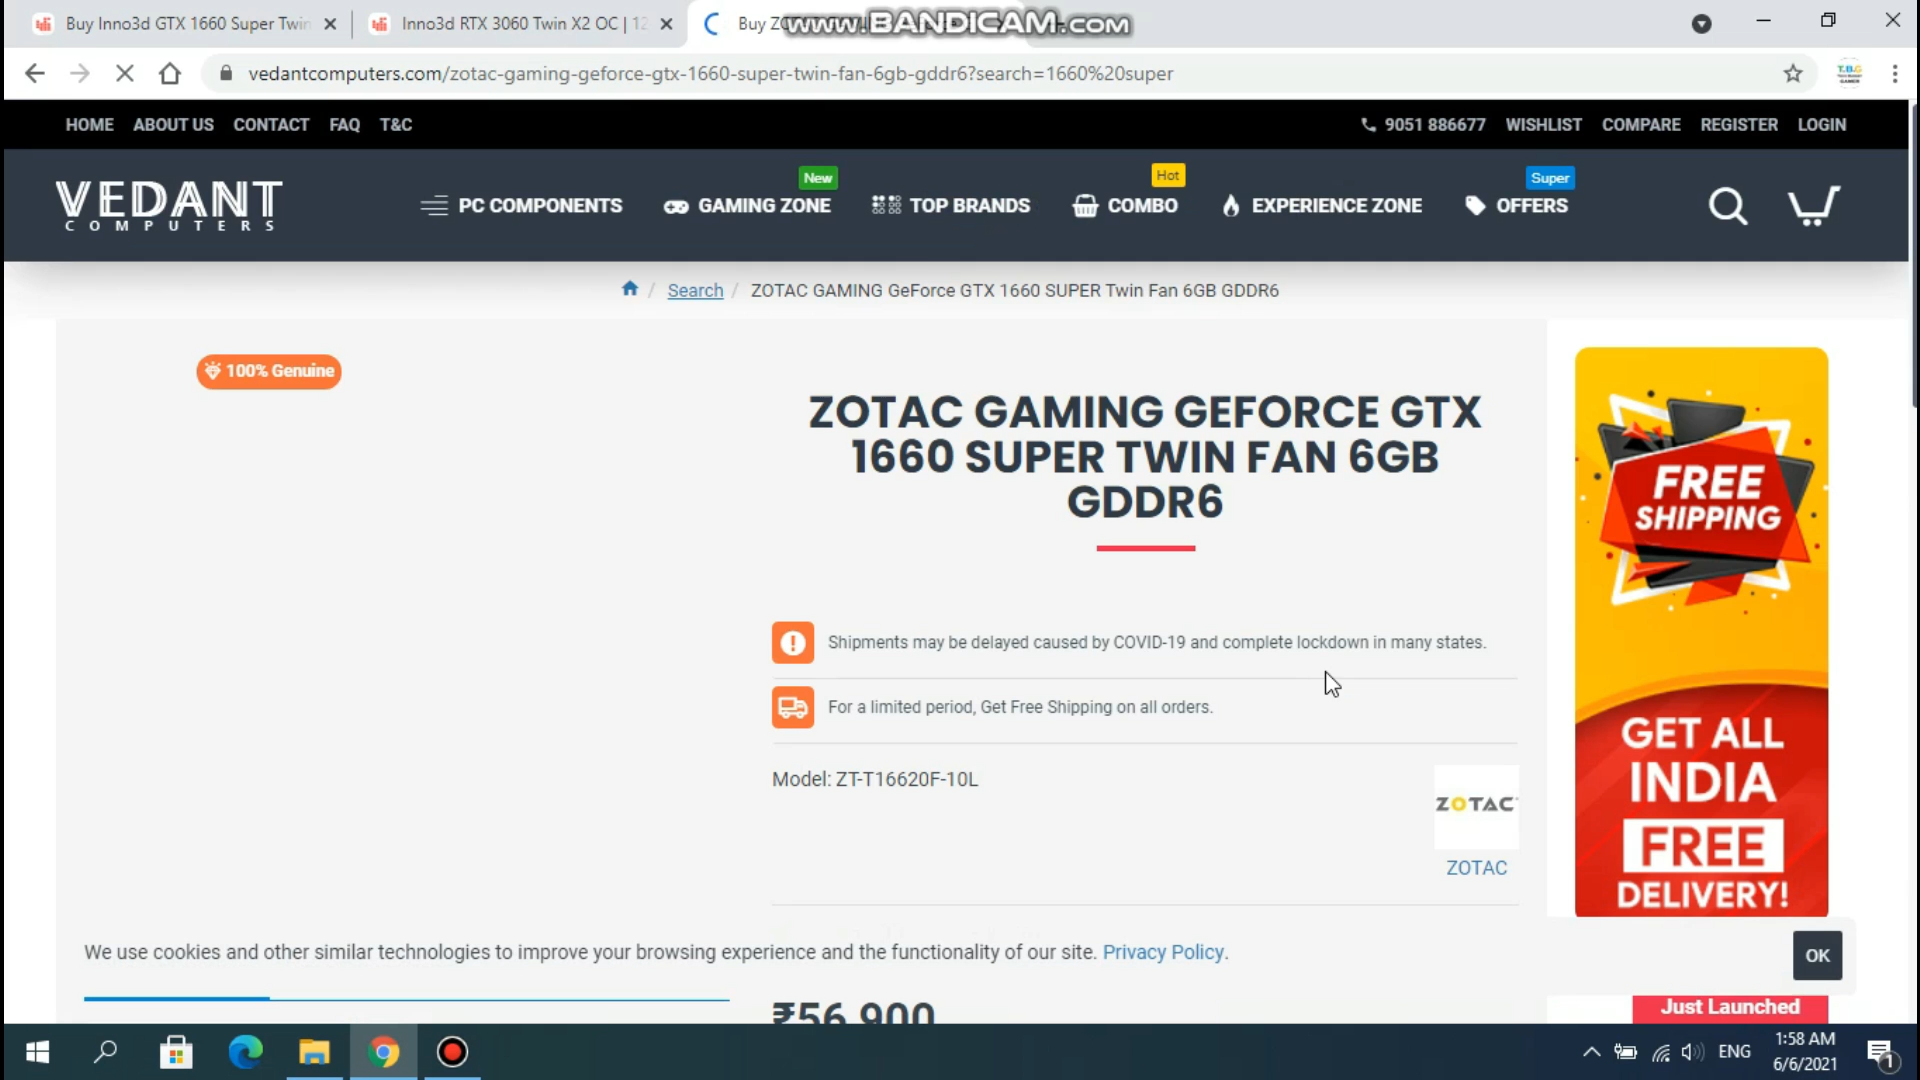 Buy Inno3d GTX 1660 Super Twin
Inno3d RTX 3060 Twin X2 OC | 12
Buy ZO
www.BANDICAM.com
vedantcomputers.com/zotac-gaming-geforce-gtx-1660-super-twin-fan-6gb-gddr6?search=1660%20super
HOME ABOUT US CONTACT FAQ T&C
9051 886677 WISHLIST COMPARE REGISTER LOGIN
VEDANT
COMPUTERS
New
Hot
Super
PC COMPONENTS GAMING ZONE TOP BRANDS COMBO EXPERIENCE ZONE OFFERS
/ Search / ZOTAC GAMING GeForce GTX 1660 SUPER Twin Fan 6GB GDDR6
100% Genuine
ZOTAC GAMING GEFORCE GTX
1660 SUPER TWIN FAN 6GB
GDDR6
Shipments may be delayed caused by COVID-19 and complete lockdown in many states.
For a limited period, Get Free Shipping on all orders.
Model: ZT-T16620F-10L
ZOTAC
ZOTAC
FREE
SHIPPING
GET ALL
INDIA
FREE
DELIVERY!
We use cookies and other similar technologies to improve your browsing experience and the functionality of our site. Privacy Policy.
OK
₹56,900
Just Launched
ENG
1:58 AM
6/6/2021
1